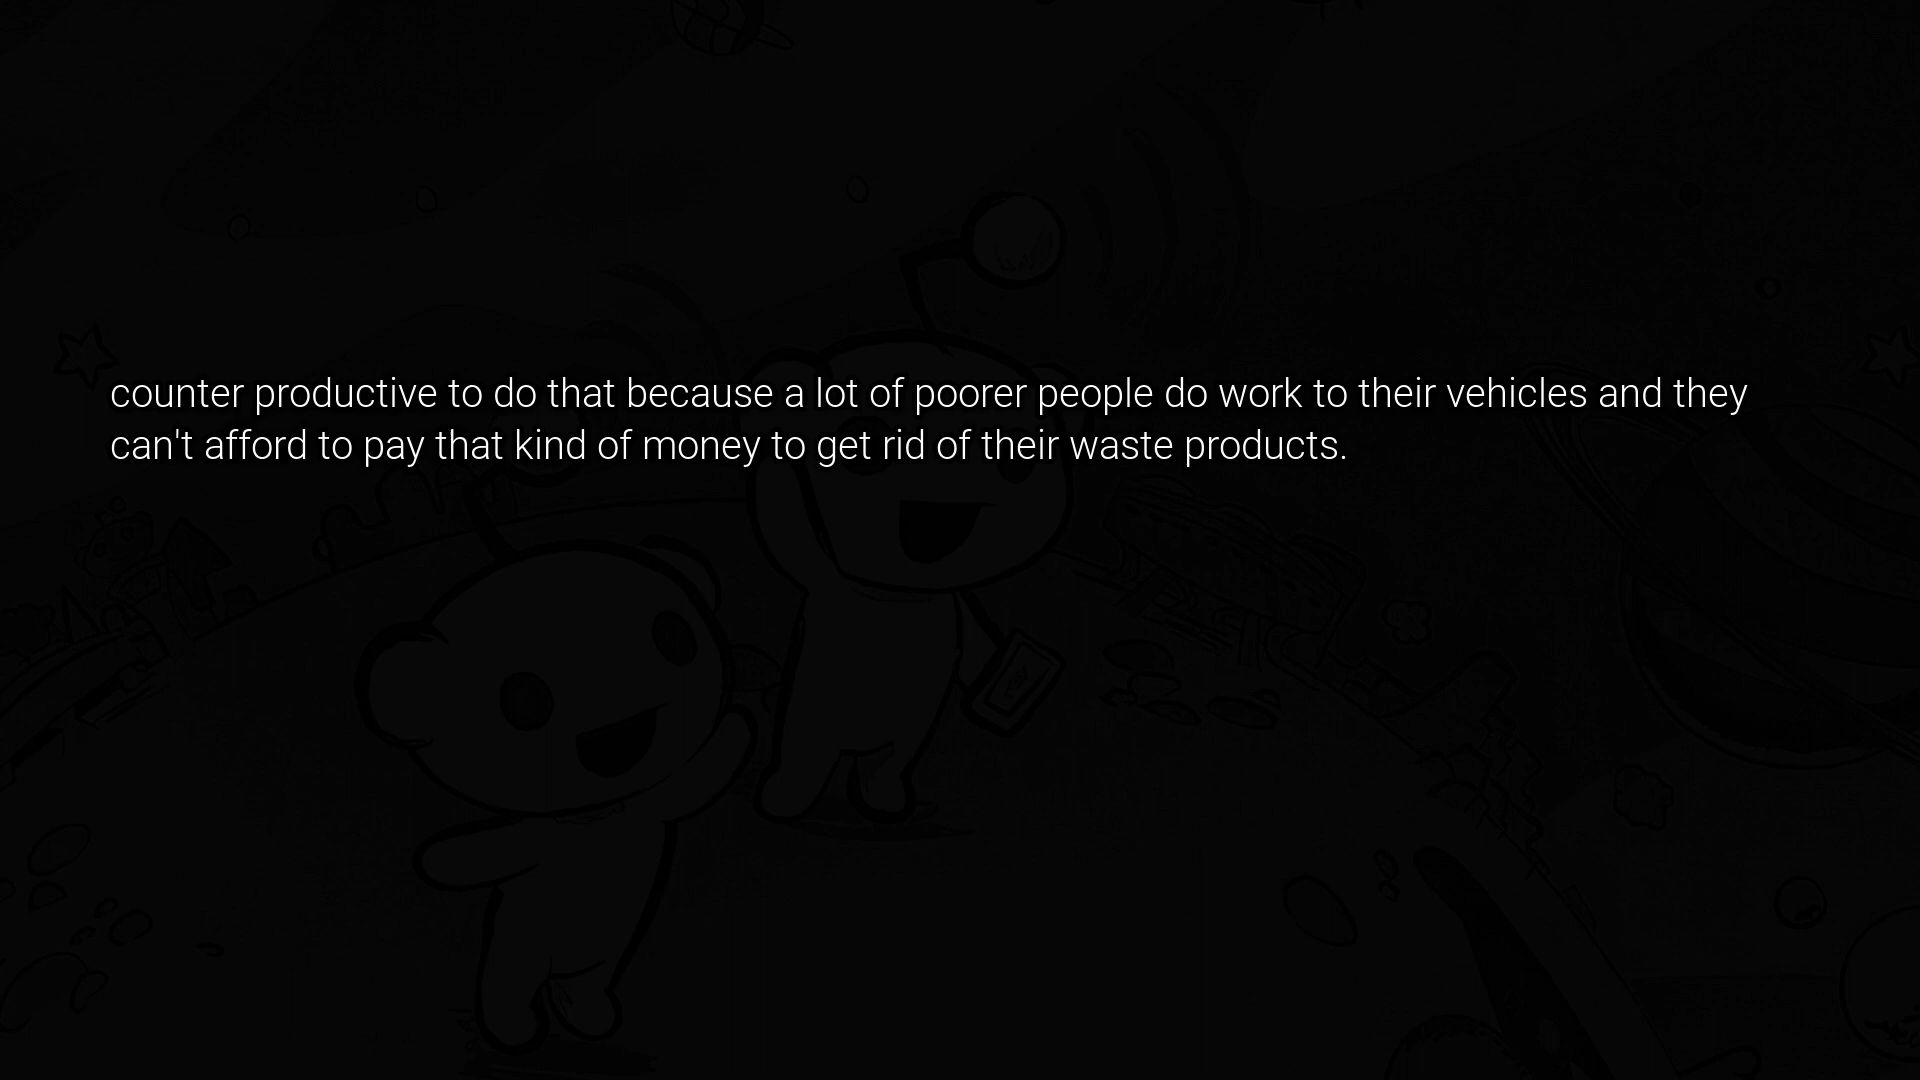 counter productive to do that because a lot of poorer people do work to their vehicles and they
can't afford to pay that kind of money to get rid of their waste products.